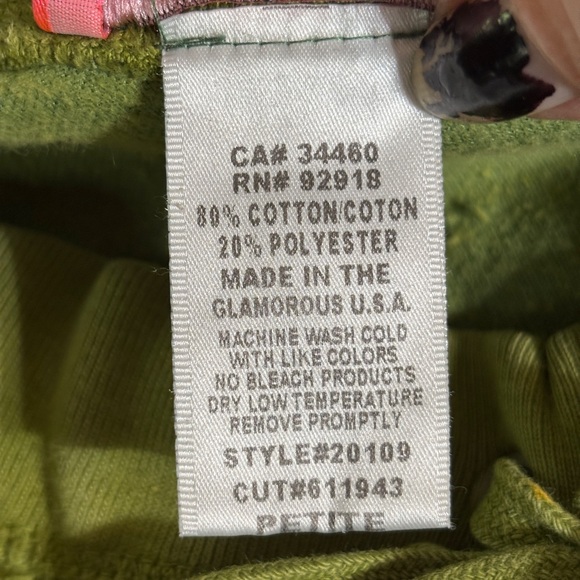 CA# 34460
RN# 92918
80% COTTON/COTON
20% POLYESTER
MADE IN THE
GLAMOROUS U.S.A.
MACHINE WASH COLD
WITH LIKE COLORS
NO BLEACH PRODUCTS
DRY LOW TEMPERATURE
REMOVE PROMPTLY
STYLE#20109
CUT#611943
PETITE